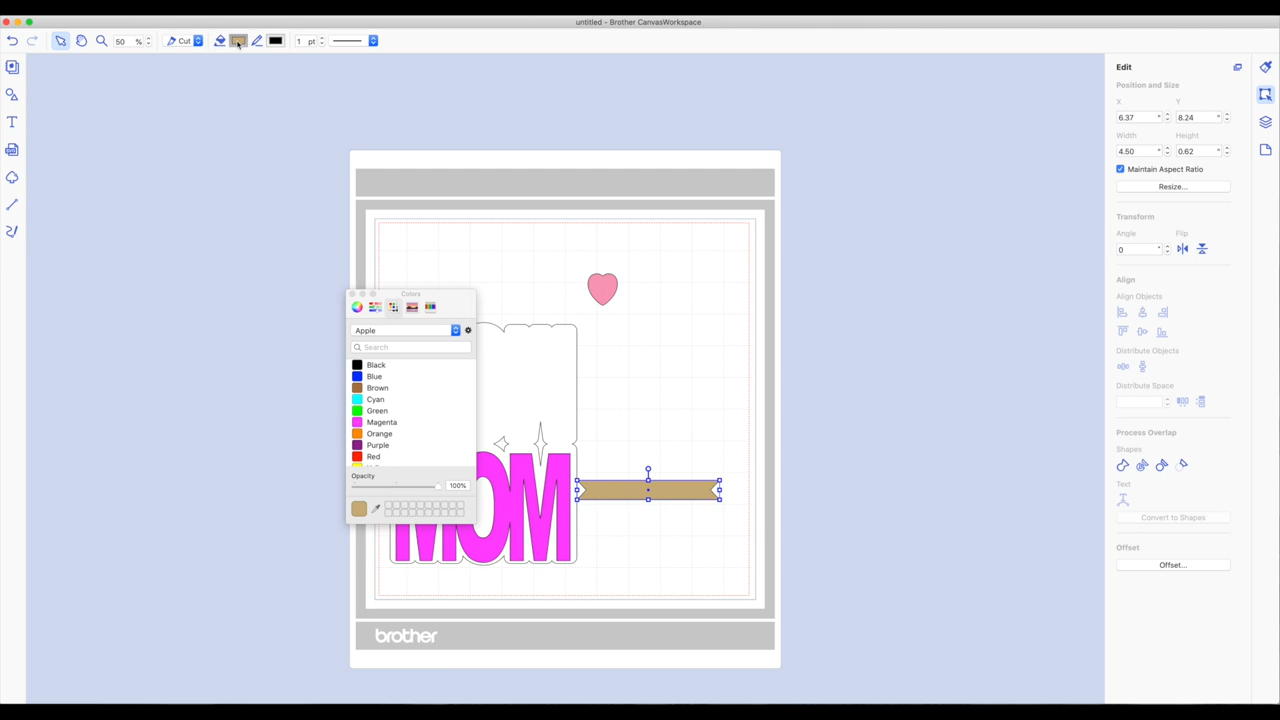 untitled - Brother CanvasWorkspace
50 %
Cut
1 pt
Edit
Position and Size
X Y
6.37 " 8.24 "
Width Height
4.50 " 0.62 "
Maintain Aspect Ratio
Resize...
Transform
Angle Flip
0 °
Align
Align Objects
Distribute Objects
Distribute Space
Process Overlap
Shapes
Text
Convert to Shapes
Offset
Offset...
Colors
Apple
Search
Black
Blue
Brown
Cyan
Green
Magenta
Orange
Purple
Red
Opacity
100%
MOM
brother